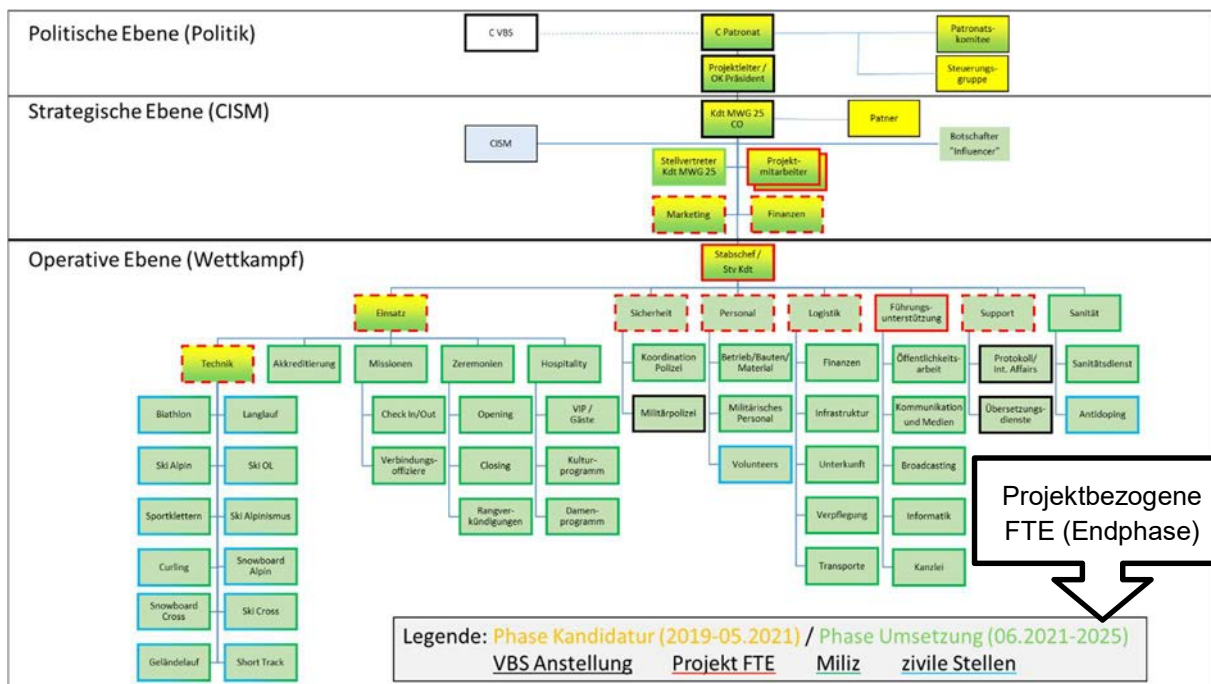 Politische Ebene (Politik)
C VBS
C Patronat
Patronats-
komitee
Projektleiter /
OK Präsident
Steuerungs-
gruppe
Strategische Ebene (CISM)
Kdt MWG 25
CO
Patner
CISM
Botschafter
"Influencer"
Stellvertreter
Kdt MWG 25
Projekt-
mitarbeiter
Marketing
Finanzen
Operative Ebene (Wettkampf)
Stabschef /
Stv Kdt
Einsatz
Sicherheit
Personal
Logistik
Führungs-
unterstützung
Support
Sanität
Technik
Akkreditierung
Missionen
Zeremonien
Hospitality
Koordination
Polizei
Betrieb/Bauten/
Material
Finanzen
Öffentlichkeits-
arbeit
Protokoll/
Int. Affairs
Sanitätsdienst
Biathlon
Langlauf
Check In/Out
Opening
VIP /
Gäste
Militärpolizei
Militärisches
Personal
Infrastruktur
Kommunikation
und Medien
Übersetzungs-
dienste
Antidoping
Ski Alpin
Ski OL
Verbindungs-
offiziere
Closing
Kultur-
programm
Volunteers
Unterkunft
Broadcasting
Sportklettern
Ski Alpinismus
Rangver-
kündigungen
Damen-
programm
Verpflegung
Informatik
Curling
Snowboard
Alpin
Transporte
Kanzlei
Snowboard
Cross
Ski Cross
Geländelauf
Short Track
Projektbezogene
FTE (Endphase)
Legende: Phase Kandidatur (2019-05.2021) / Phase Umsetzung (06.2021-2025)
VBS Anstellung Projekt FTE Miliz zivile Stellen